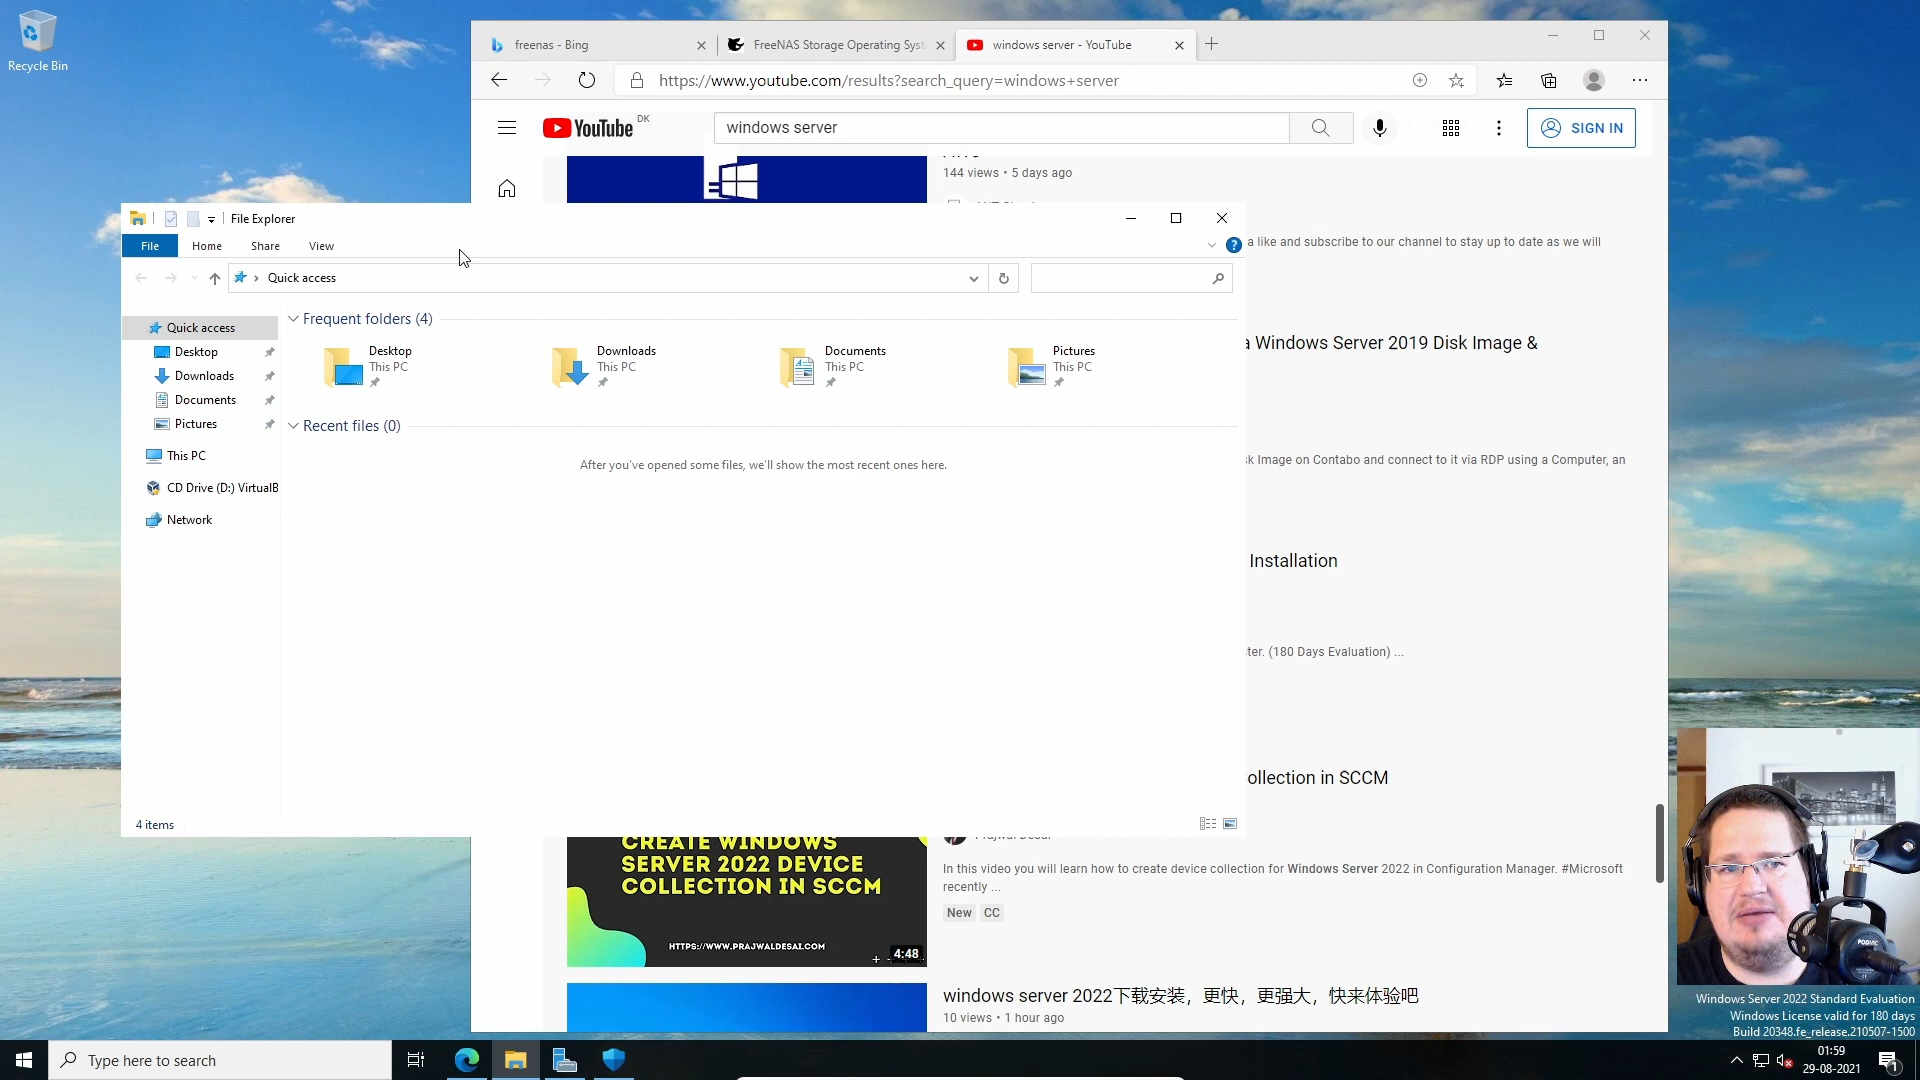 Recycle Bin
freenas - Bing
FreeNAS Storage Operating Syst
windows server - YouTube
https://www.youtube.com/results?search_query=windows+server
YouTube
DK
windows server
SIGN IN
144 views • 5 days ago
a like and subscribe to our channel to stay up to date as we will
a Windows Server 2019 Disk Image &
sk Image on Contabo and connect to it via RDP using a Computer, an
Installation
ter. (180 Days Evaluation) ...
ollection in SCCM
File Explorer
File
Home
Share
View
Quick access
Quick access
Desktop
Downloads
Documents
Pictures
This PC
CD Drive (D:) VirtualB
Network
Frequent folders (4)
Desktop
This PC
Downloads
This PC
Documents
This PC
Pictures
This PC
Recent files (0)
After you've opened some files, we'll show the most recent ones here.
4 items
CREATE WINDOWS
SERVER 2022 DEVICE
COLLECTION IN SCCM
HTTPS://WWW.PRAJWALDESAI.COM
4:48
In this video you will learn how to create device collection for Windows Server 2022 in Configuration Manager. #Microsoft
recently ...
New
CC
windows server 2022下载安装，更快，更强大，快来体验吧
10 views • 1 hour ago
PODMIC
Windows Server 2022 Standard Evaluation
Windows License valid for 180 days
Build 20348.fe_release.210507-1500
Type here to search
01:59
29-08-2021
1